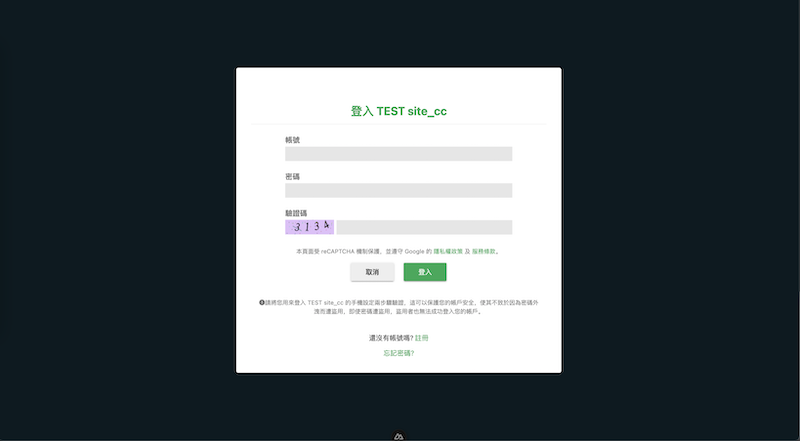 登入 TEST site_cc
帳號
密碼
驗證碼
3134
本頁面受 reCAPTCHA 機制保護，並遵守 Google 的 隱私權政策 及 服務條款。
取消
登入
請將您用來登入 TEST site_cc 的手機設定兩步驟驗證，這可以保護您的帳戶安全，使其不致於因為密碼外
洩而遭盜用，即使密碼遭盜用，盜用者也無法成功登入您的帳戶。
還沒有帳號嗎? 註冊
忘記密碼?